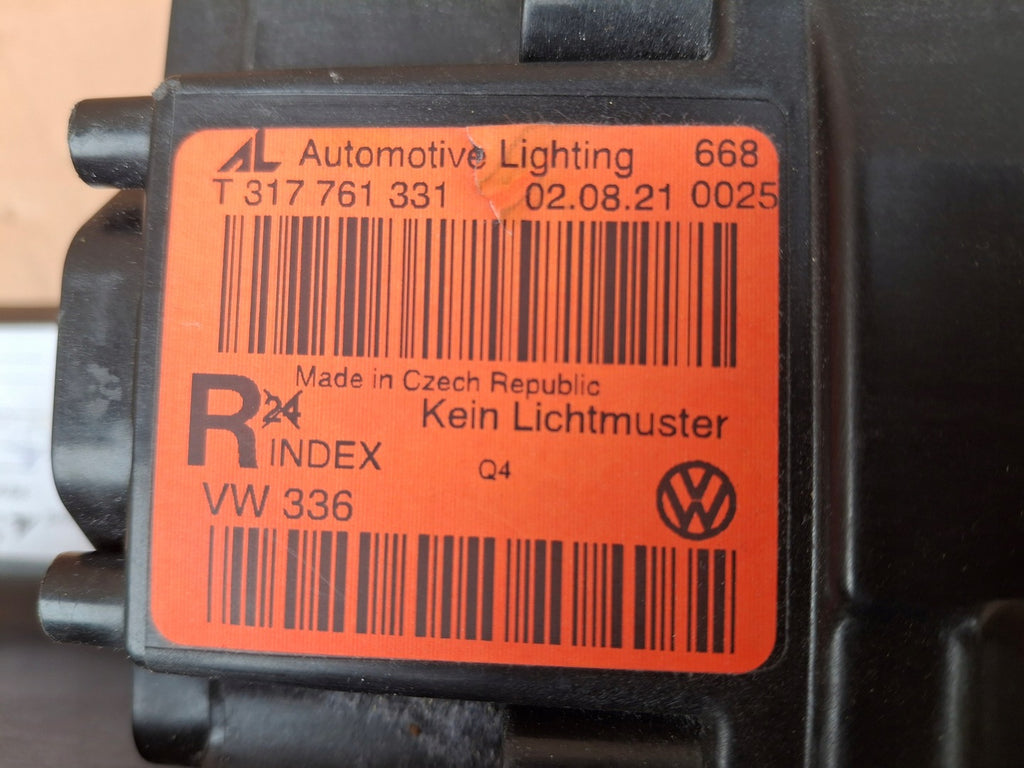 AL Automotive Lighting 668
T 317 761 331 02.08.21 0025
Made in Czech Republic
R 24 Kein Lichtmuster
INDEX
Q4
VW 336